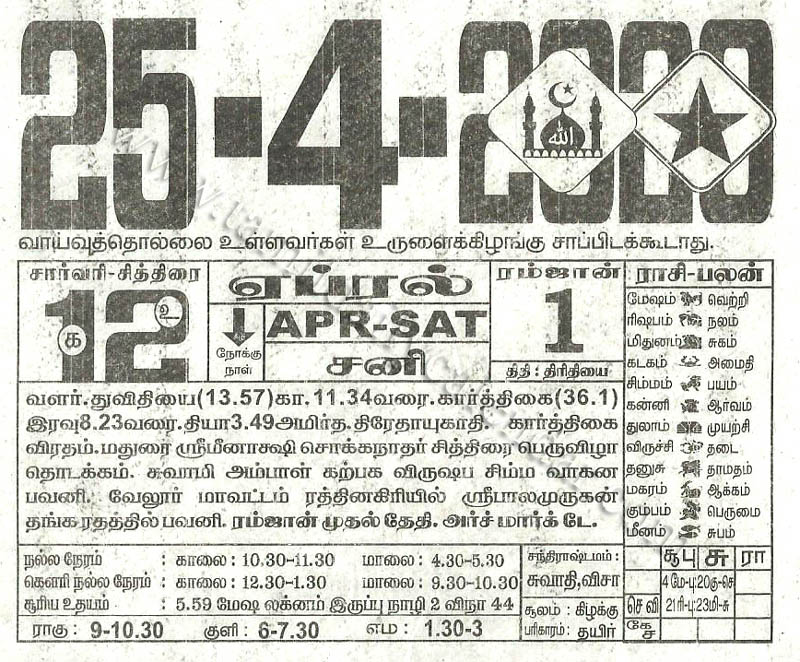 25-4-2020
வாய்வுத்தொல்லை உள்ளவர்கள் உருளைக்கிழங்கு சாப்பிடக்கூடாது.
சார்வரி-சித்திரை
12
க
உ
ஏப்ரல்
நோக்கு
நாள்
APR-SAT
சனி
ரம்ஜான்
1
திதி : திரிதியை
ராசி-பலன்
மேஷம் வெற்றி
ரிஷபம் நலம்
மிதுனம் சுகம்
கடகம் அமைதி
சிம்மம் பயம்
கன்னி ஆர்வம்
துலாம் முயற்சி
விருச்சி தடை
தனுசு தாமதம்
மகரம் ஆக்கம்
கும்பம் பெருமை
மீனம் சுபம்
வளர். துவிதியை(13.57)கா.11.34வரை.கார்த்திகை(36.1)
இரவு8.23வரை.தியா3.49அமிர்த.திரேதாயுகாதி. கார்த்திகை
விரதம்.மதுரை ஸ்ரீமீனாக்ஷி சொக்கநாதர் சித்திரை பெருவிழா
தொடக்கம். சுவாமி அம்பாள் கற்பக விருஷப சிம்ம வாகன
பவனி. வேலூர் மாவட்டம் ரத்தினகிரியில் ஸ்ரீபாலமுருகன்
தங்கரதத்தில் பவனி. ரம்ஜான் முதல் தேதி. அர்ச் மார்க் டே.
நல்ல நேரம் : காலை: 10.30-11.30 மாலை: 4.30-5.30
கௌரி நல்ல நேரம் : காலை: 12.30-1.30 மாலை: 9.30-10.30
சூரிய உதயம் : 5.59 மேஷ லக்னம் இருப்பு நாழி 2 விநா 44
ராகு : 9-10.30 குளி : 6-7.30 எம : 1.30-3
சந்திராஷ்டமம் :
சுவாதி,விசா
சூலம் : கிழக்கு
பரிகாரம் : தயிர்
சூபு சு ரா
4 மே-பு:20கு-செ
செ வி 21ரி-பு:23மி-சு
கே